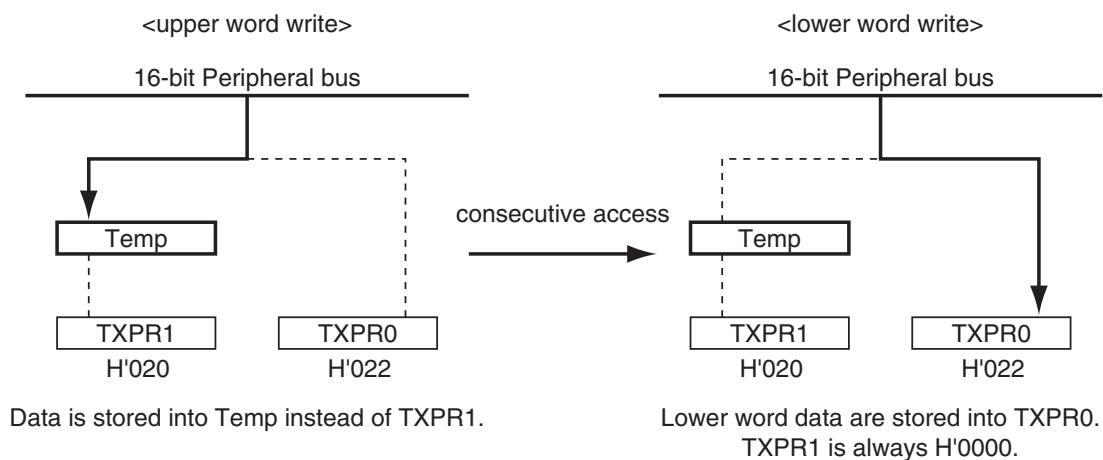 <upper word write>
16-bit Peripheral bus
Temp
TXPR1 TXPR0
H'020 H'022
Data is stored into Temp instead of TXPR1.
consecutive access
<lower word write>
16-bit Peripheral bus
Temp
TXPR1 TXPR0
H'020 H'022
Lower word data are stored into TXPR0.
TXPR1 is always H'0000.